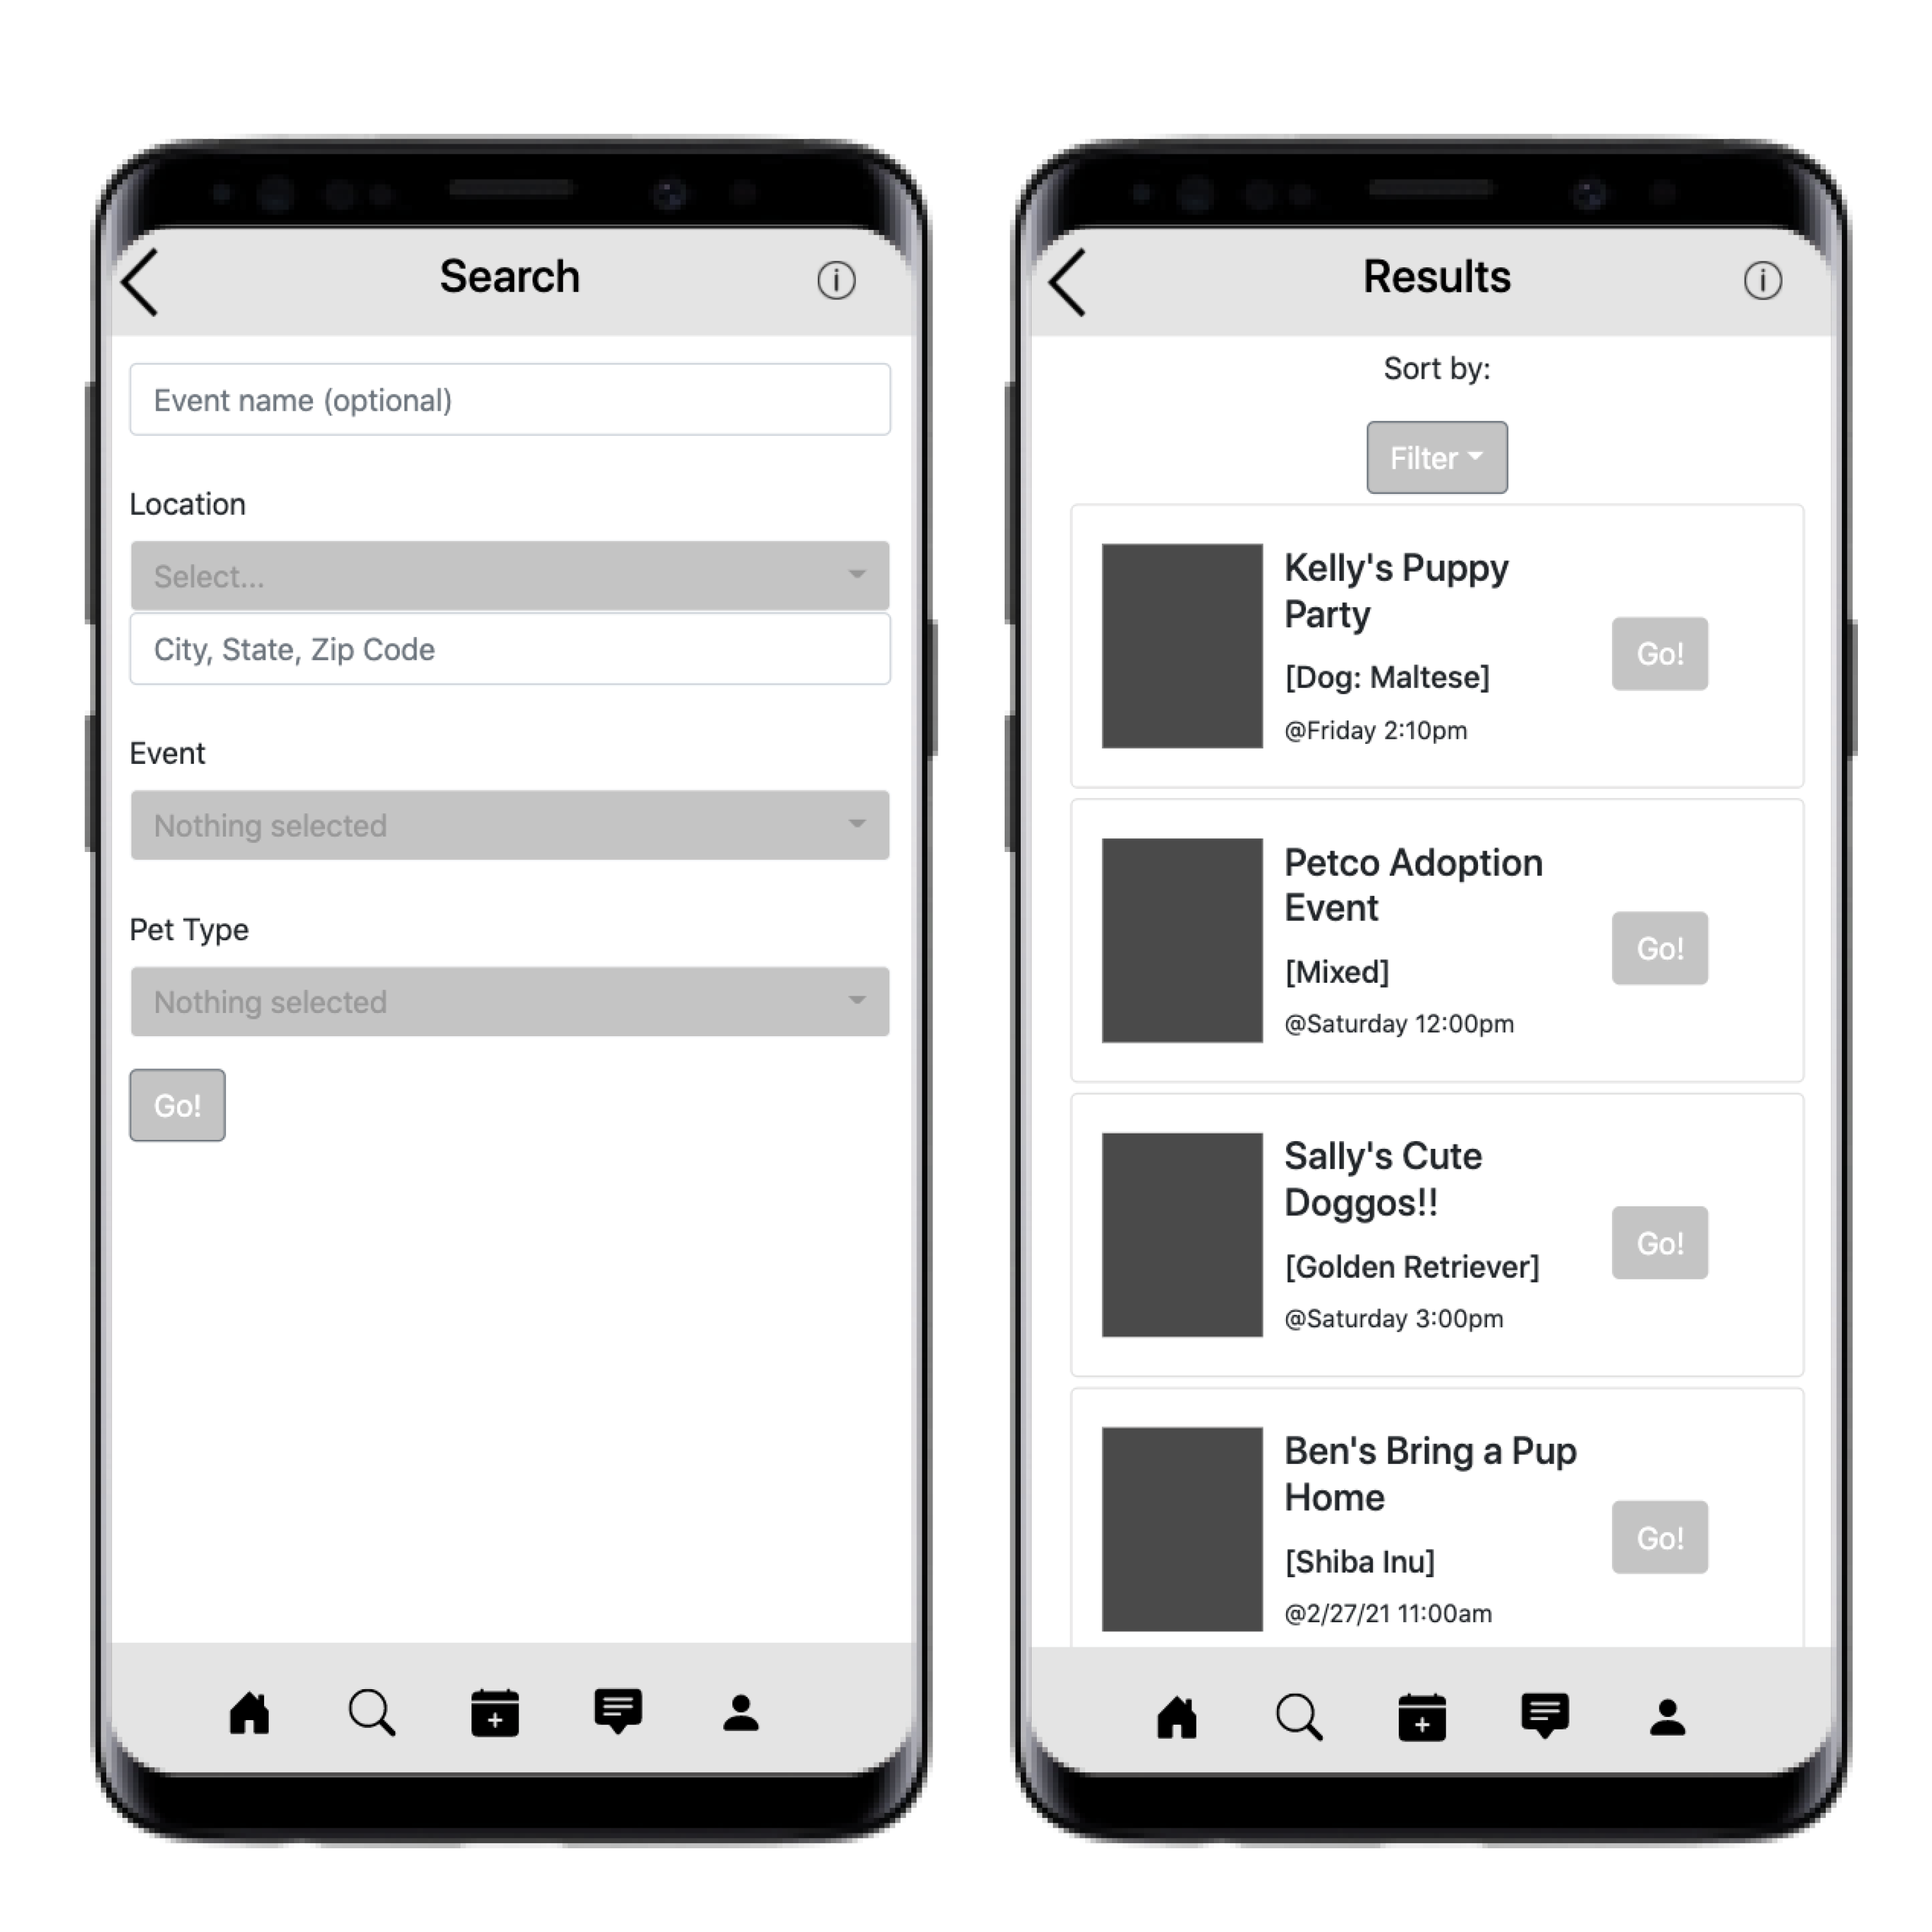 Search
Event name (optional)
Location
Select...
City, State, Zip Code
Event
Nothing selected
Pet Type
Nothing selected
Go!
Results
Sort by:
Filter
Kelly's Puppy
Party
[Dog: Maltese]
@Friday 2:10pm
Go!
Petco Adoption
Event
[Mixed]
@Saturday 12:00pm
Go!
Sally's Cute
Doggos!!
[Golden Retriever]
@Saturday 3:00pm
Go!
Ben's Bring a Pup
Home
[Shiba Inu]
@2/27/21 11:00am
Go!